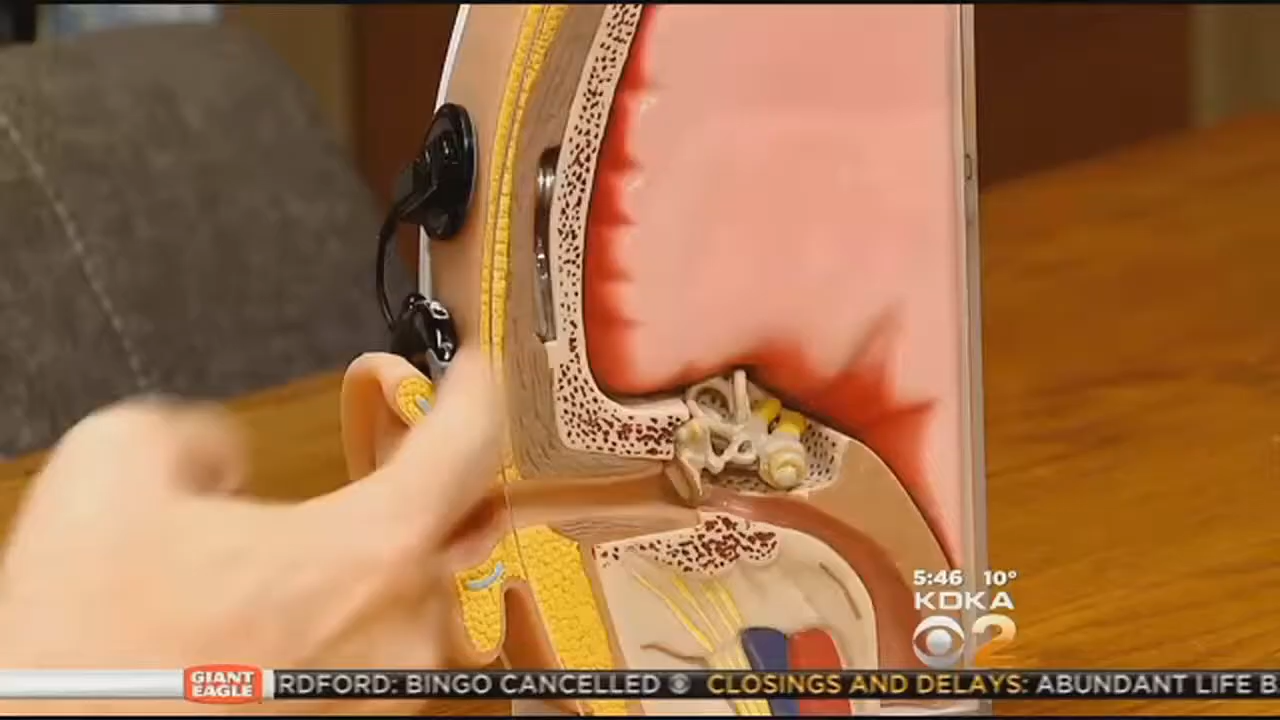 5:46 10°
KDKA
2
GIANT EAGLE RDFORD: BINGO CANCELLED CLOSINGS AND DELAYS: ABUNDANT LIFE B